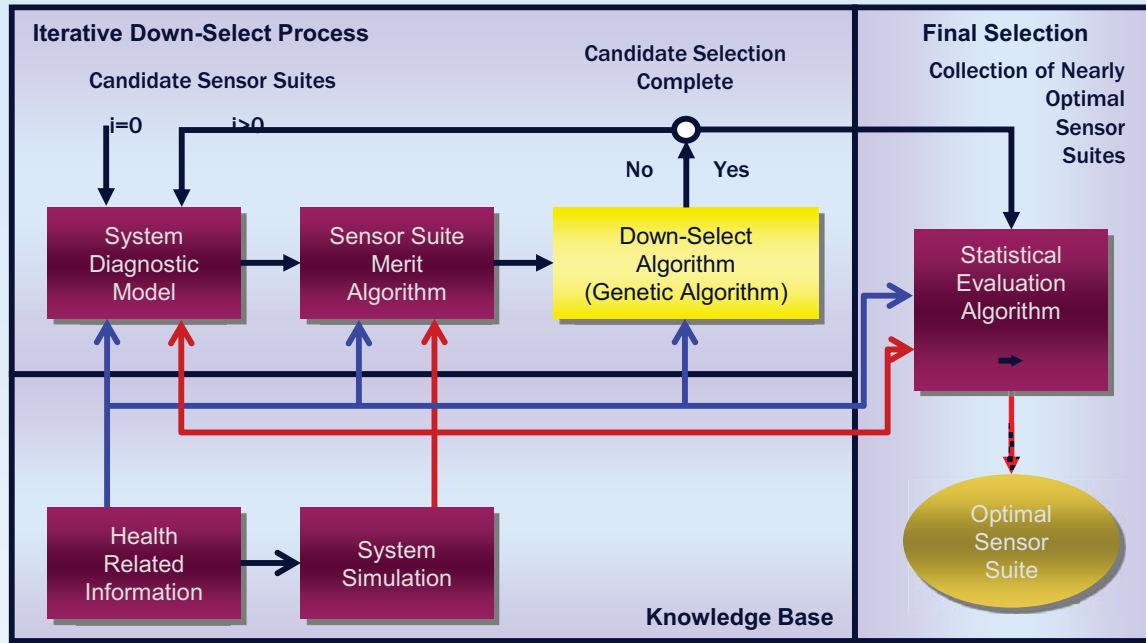 Iterative Down-Select Process
Candidate Sensor Suites
i=0
i>0
Candidate Selection
Complete
No
Yes
System
Diagnostic
Model
Sensor Suite
Merit
Algorithm
Down-Select
Algorithm
(Genetic Algorithm)
Final Selection
Collection of Nearly
Optimal
Sensor
Suites
Statistical
Evaluation
Algorithm
Health
Related
Information
System
Simulation
Knowledge Base
Optimal
Sensor
Suite